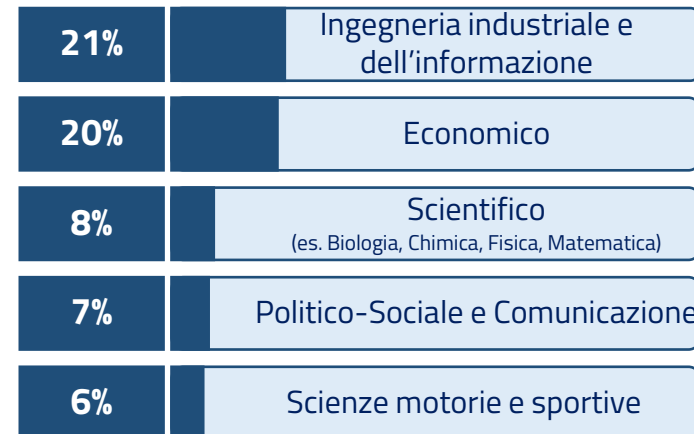 21%
Ingegneria industriale e
dell’informazione
20%
Economico
8%
Scientifico
(es. Biologia, Chimica, Fisica, Matematica)
7%
Politico-Sociale e Comunicazione
6%
Scienze motorie e sportive